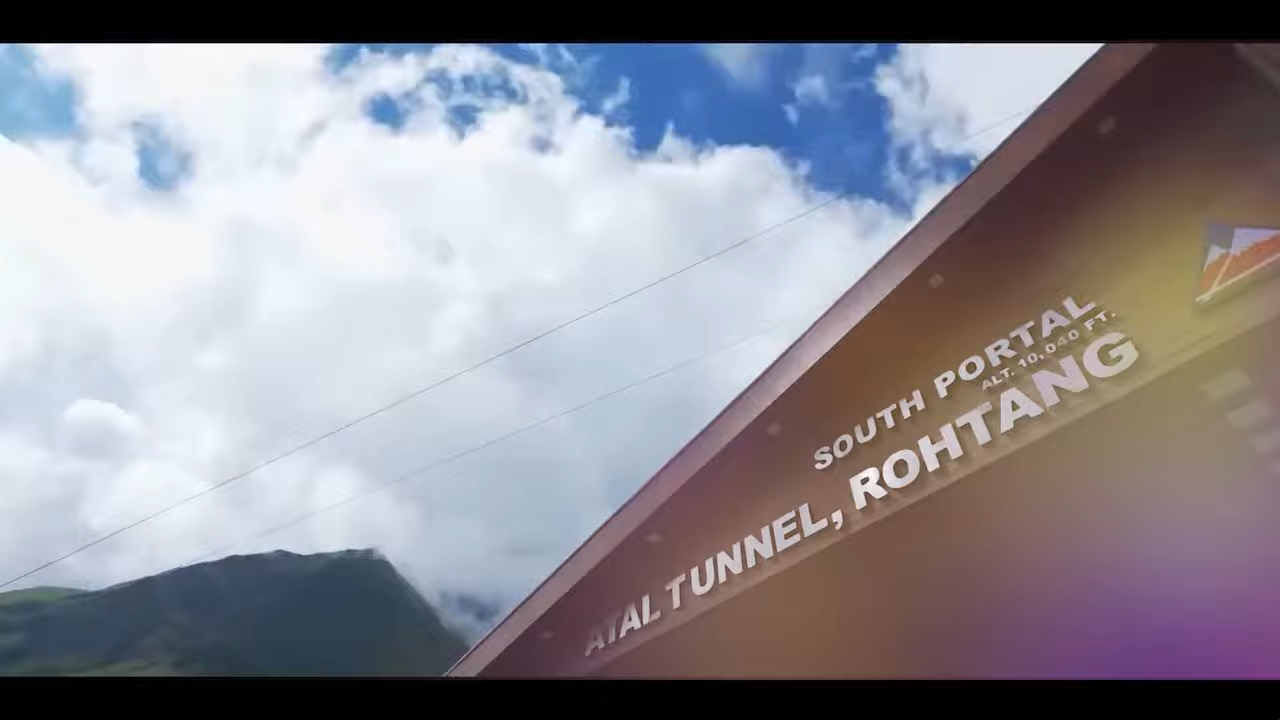 SOUTH PORTAL
ALT. 10,040 FT.
ATAL TUNNEL, ROHTANG